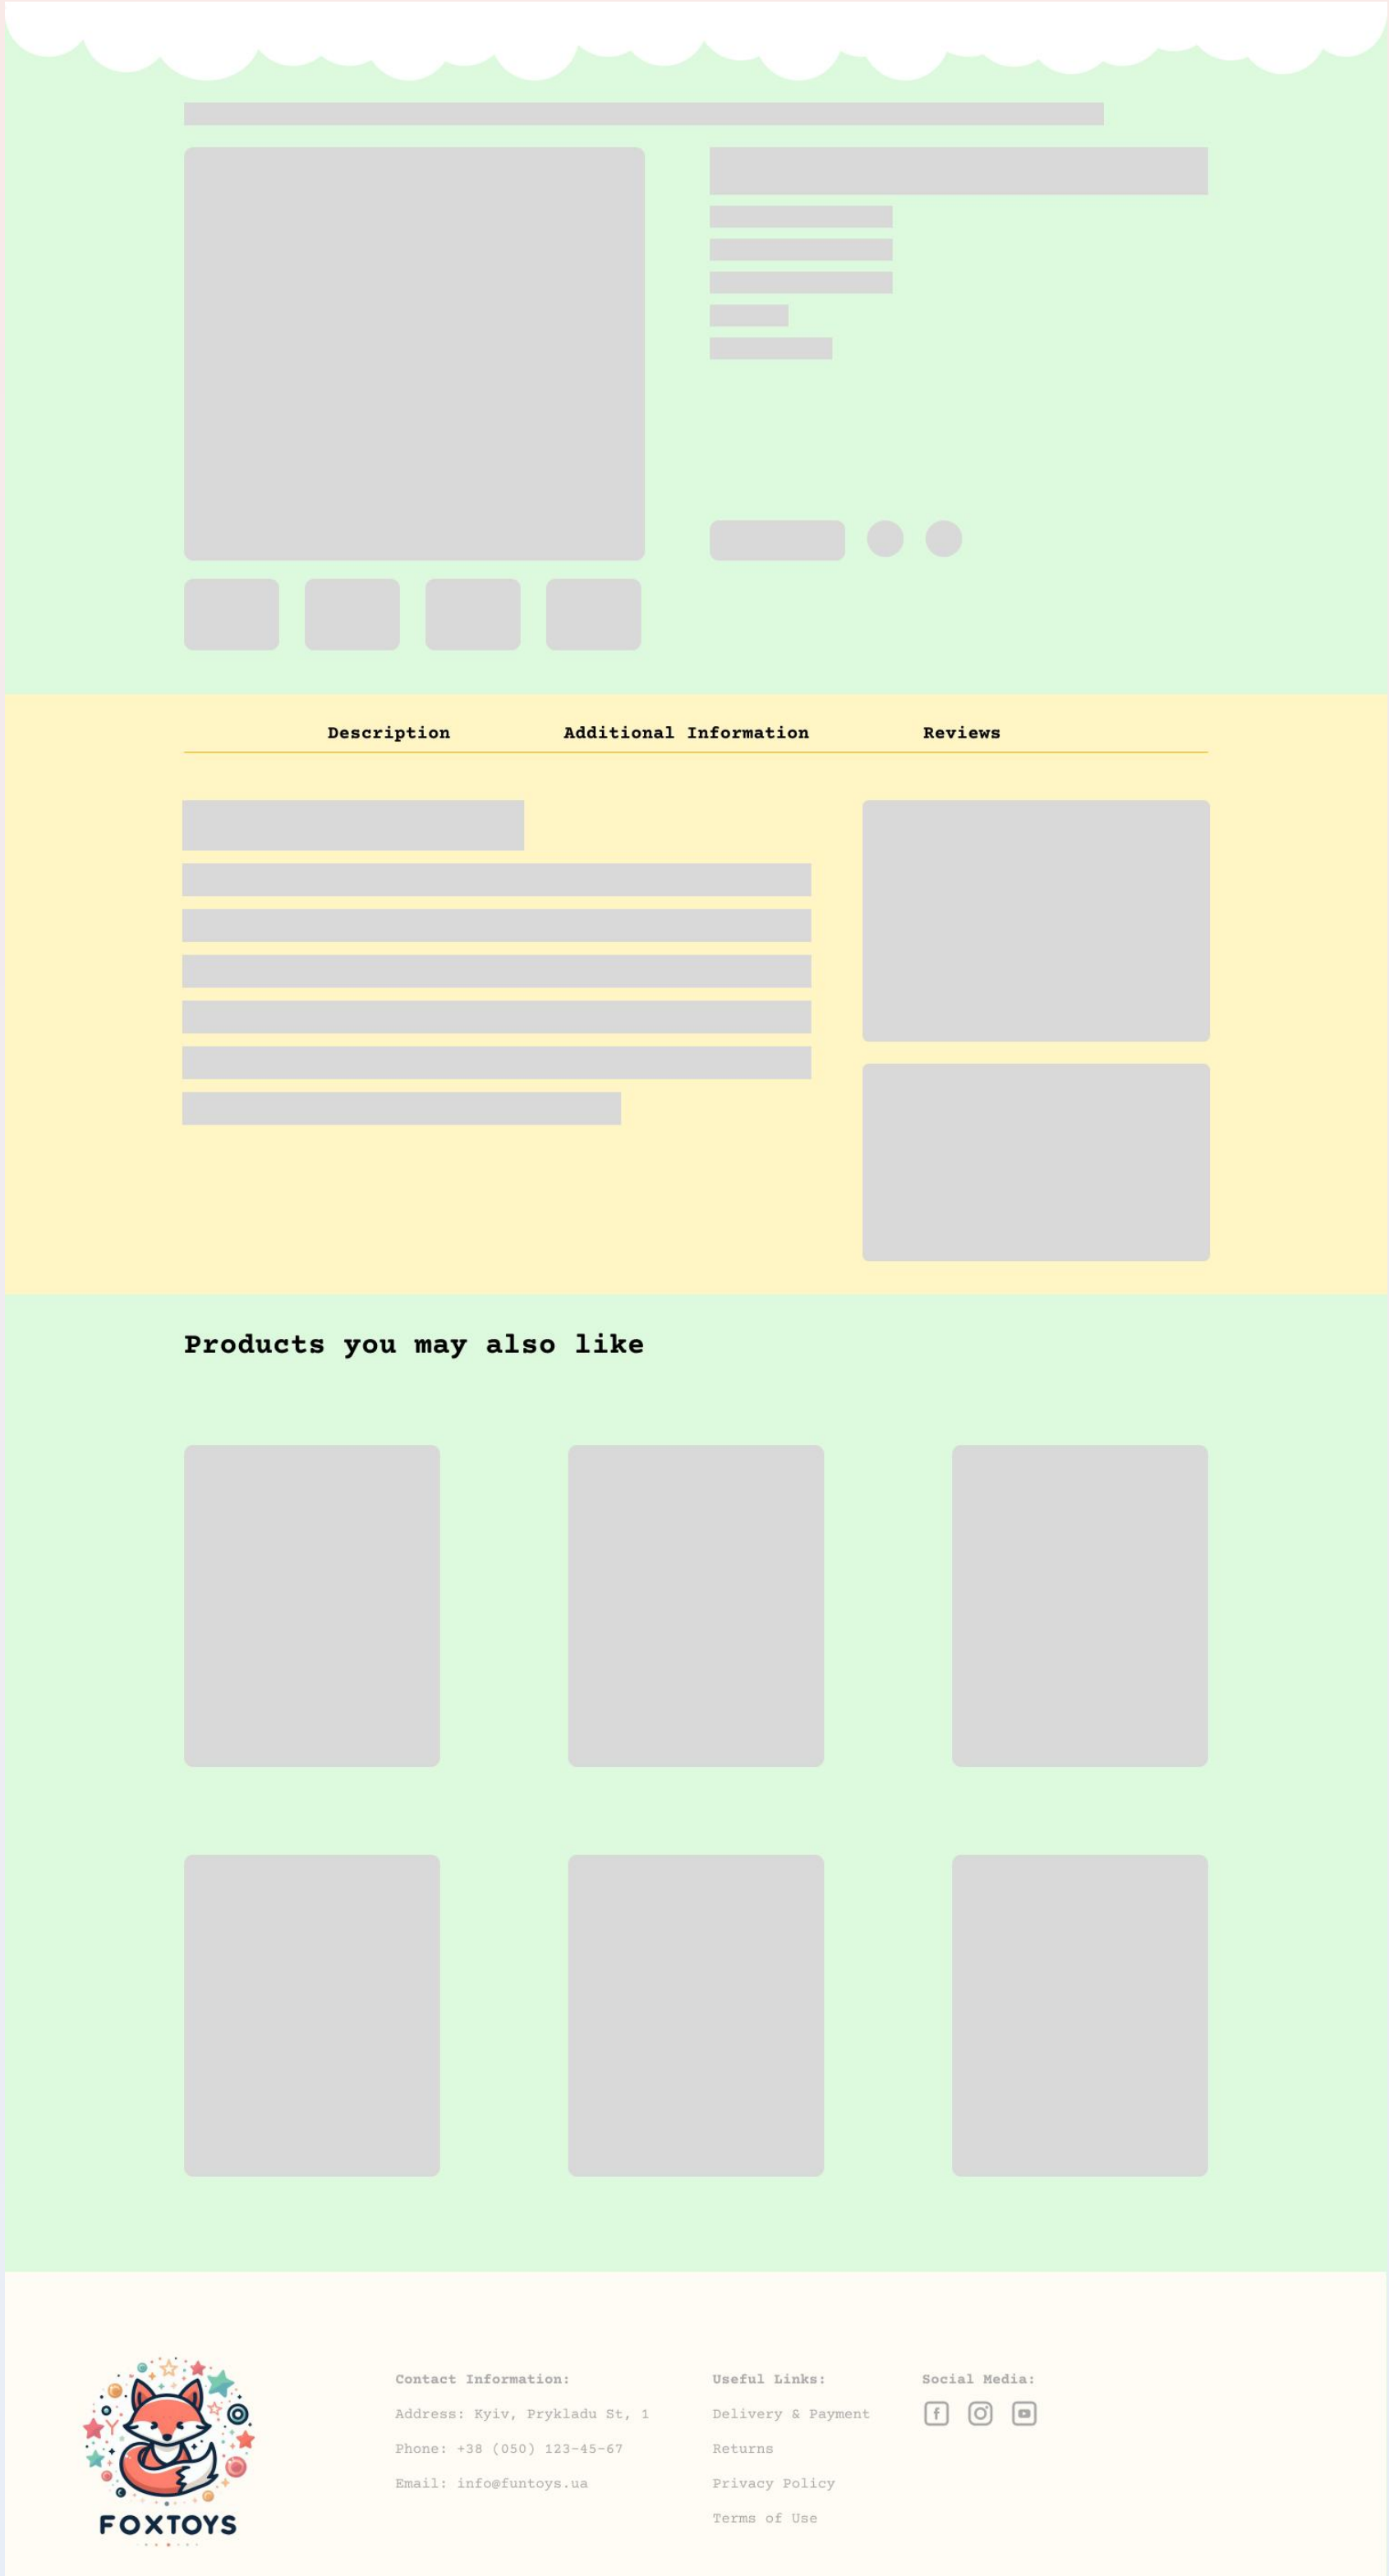 Description Additional Information Reviews
Products you may also like
FOXTOYS
Contact Information:
Address: Kyiv, Prykladu St, 1
Phone: +38 (050) 123-45-67
Email: info@funtoys.ua
Useful Links:
Delivery & Payment
Returns
Privacy Policy
Terms of Use
Social Media: